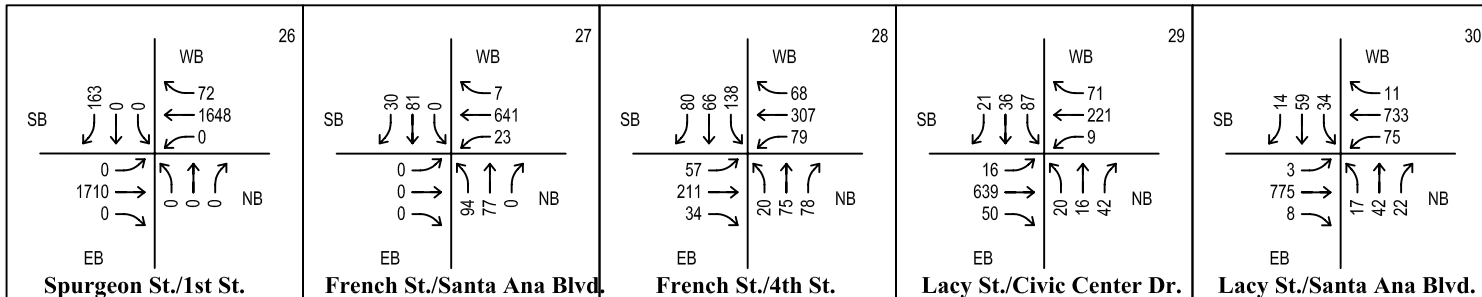 26
WB
163 0 0
72
1648
0
SB
0
1710
0
0 0 0
NB
EB
Spurgeon St./1st St.
27
WB
30 81 0
7
641
23
SB
0
0
0
94 77 0
NB
EB
French St./Santa Ana Blvd.
28
WB
80 66 138
68
307
79
SB
57
211
34
20 75 78
NB
EB
French St./4th St.
29
WB
21 36 87
71
221
9
SB
16
639
50
20 16 42
NB
EB
Lacy St./Civic Center Dr.
30
WB
14 59 34
11
733
75
SB
3
775
8
17 42 22
NB
EB
Lacy St./Santa Ana Blvd.